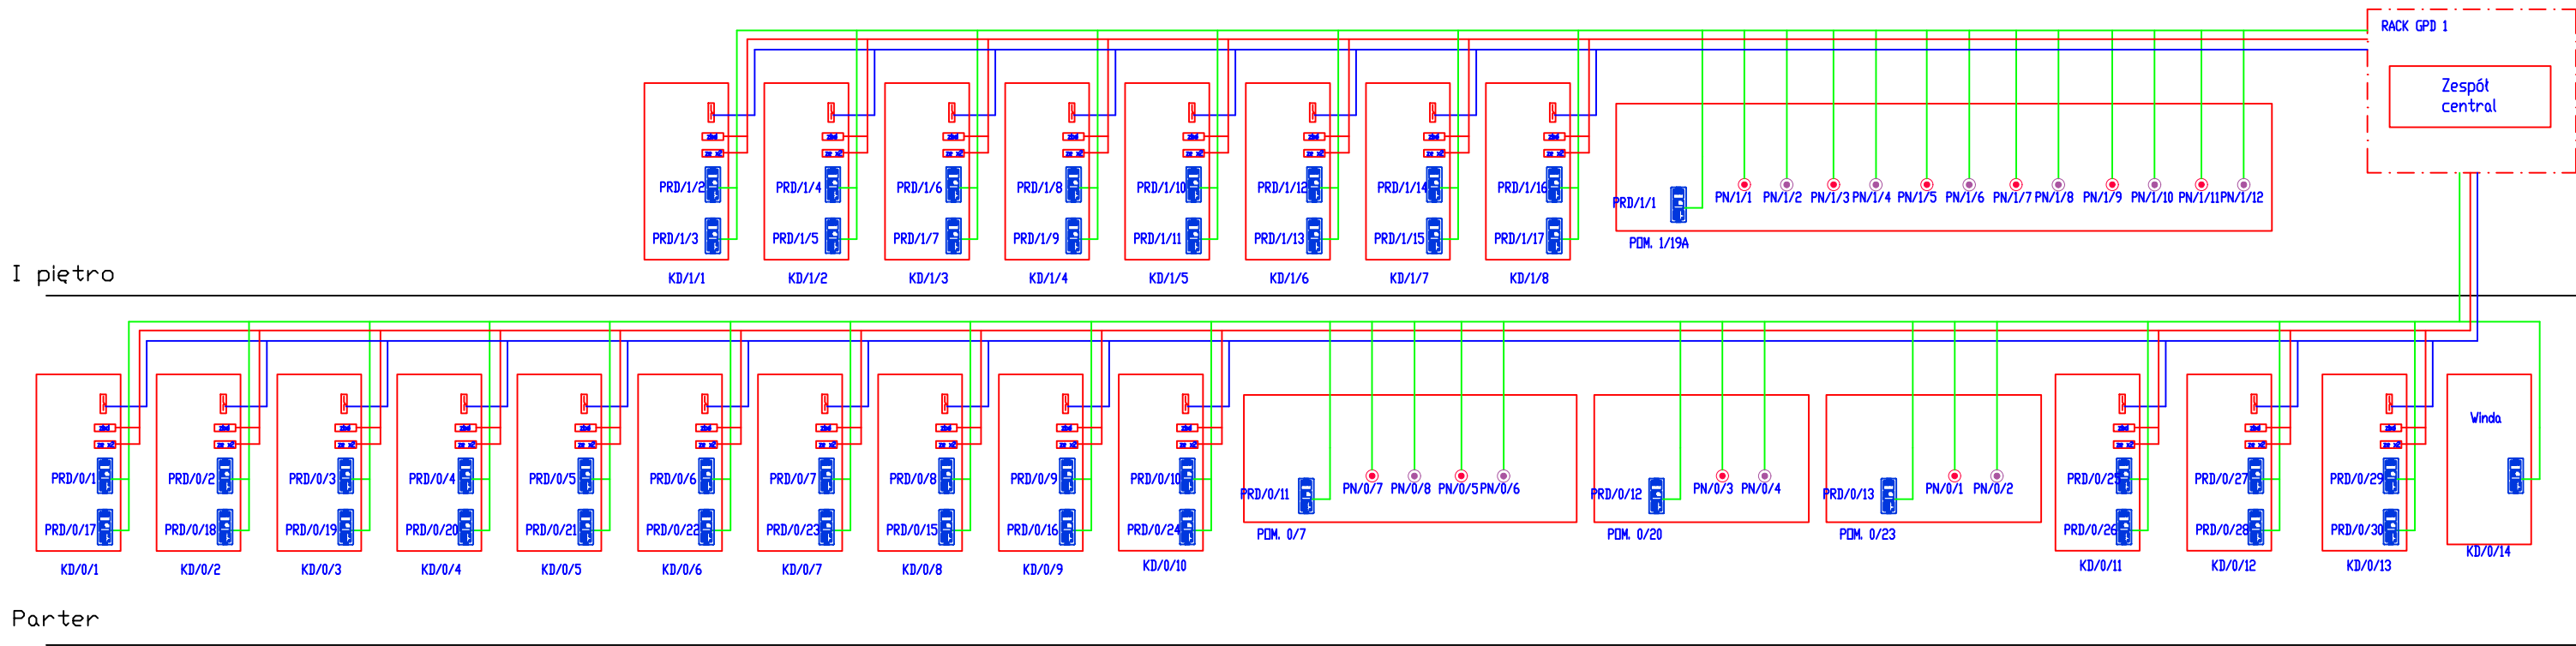 RACK GPD 1
Zespół
central
PRD/1/2 PRD/1/4 PRD/1/6 PRD/1/8 PRD/1/10 PRD/1/12 PRD/1/14 PRD/1/16
PRD/1/1 PN/1/1 PN/1/2 PN/1/3 PN/1/4 PN/1/5 PN/1/6 PN/1/7 PN/1/8 PN/1/9 PN/1/10 PN/1/11 PN/1/12
PRD/1/3 PRD/1/5 PRD/1/7 PRD/1/9 PRD/1/11 PRD/1/13 PRD/1/15 PRD/1/17
POM. 1/19A
KD/1/1 KD/1/2 KD/1/3 KD/1/4 KD/1/5 KD/1/6 KD/1/7 KD/1/8
I piętro
Winda
PRD/0/1 PRD/0/2 PRD/0/3 PRD/0/4 PRD/0/5 PRD/0/6 PRD/0/7 PRD/0/8 PRD/0/9 PRD/0/10 PRD/0/25 PRD/0/27 PRD/0/29
PRD/0/11 PN/0/7 PN/0/8 PN/0/5 PN/0/6 PRD/0/12 PN/0/3 PN/0/4 PRD/0/13 PN/0/1 PN/0/2
PRD/0/17 PRD/0/18 PRD/0/19 PRD/0/20 PRD/0/21 PRD/0/22 PRD/0/23 PRD/0/15 PRD/0/16 PRD/0/24 PRD/0/26 PRD/0/28 PRD/0/30
POM. 0/7 POM. 0/20 POM. 0/23
KD/0/1 KD/0/2 KD/0/3 KD/0/4 KD/0/5 KD/0/6 KD/0/7 KD/0/8 KD/0/9 KD/0/10 KD/0/11 KD/0/12 KD/0/13 KD/0/14
Parter